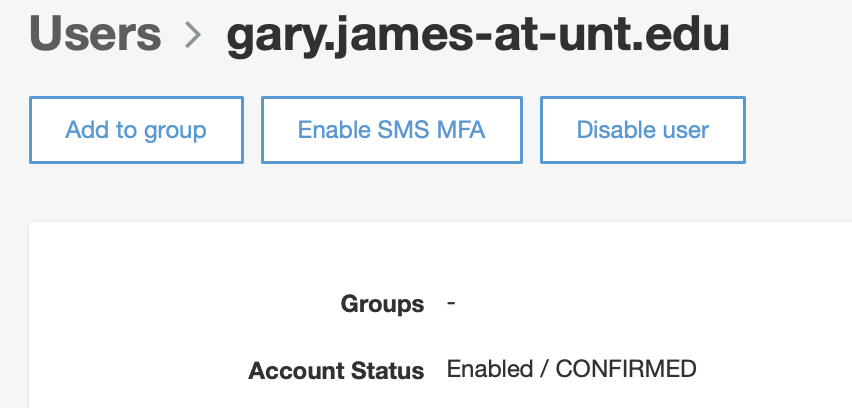 Users > gary.james-at-unt.edu
Add to group Enable SMS MFA Disable user
Groups -
Account Status Enabled / CONFIRMED